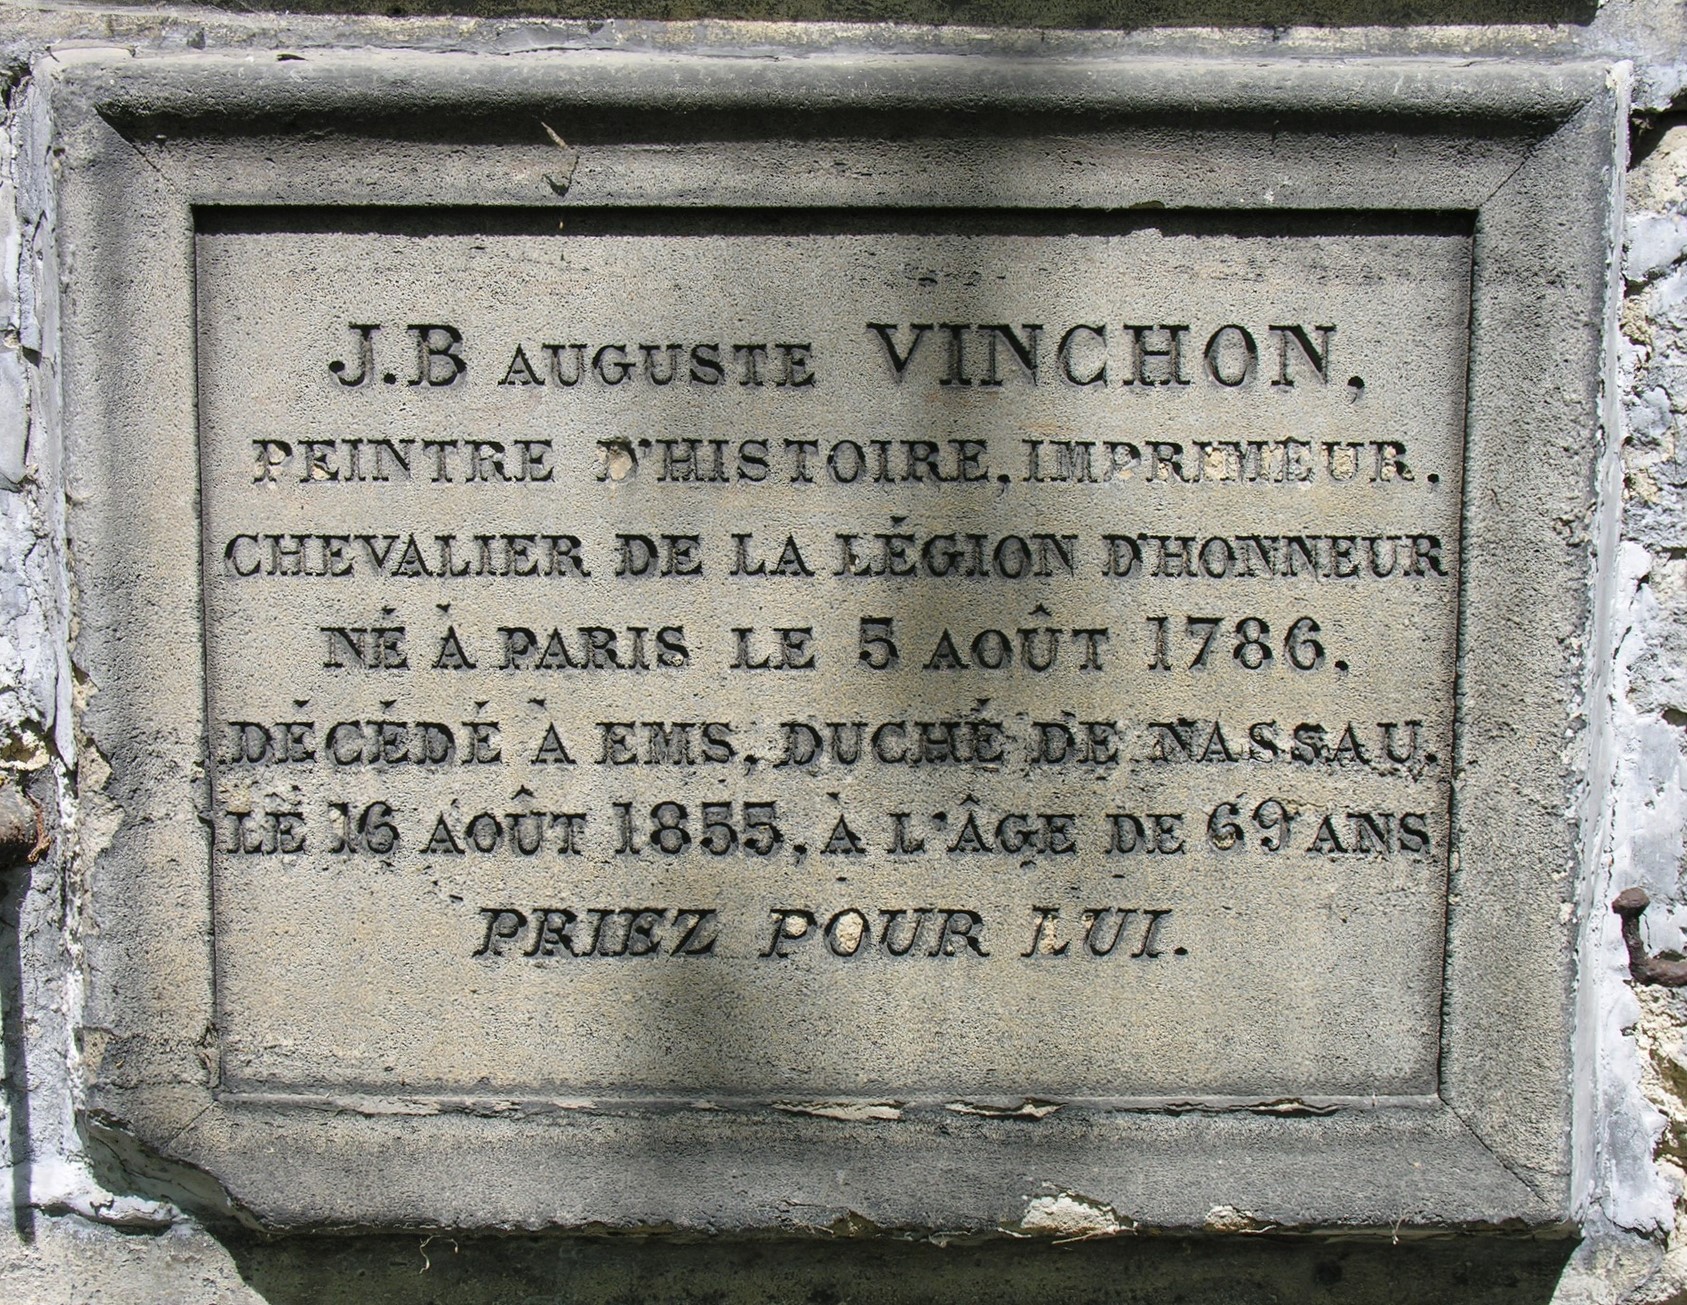 J.B AUGUSTE VINCHON,
PEINTRE D'HISTOIRE, IMPRIMEUR.
CHEVALIER DE LA LÉGION D'HONNEUR
NÉ À PARIS LE 5 AOÛT 1786.
DÉCÉDÉ À EMS, DUCHÉ DE NASSAU.
LE 16 AOÛT 1855, À L'ÂGE DE 69 ANS
PRIEZ POUR LUI.